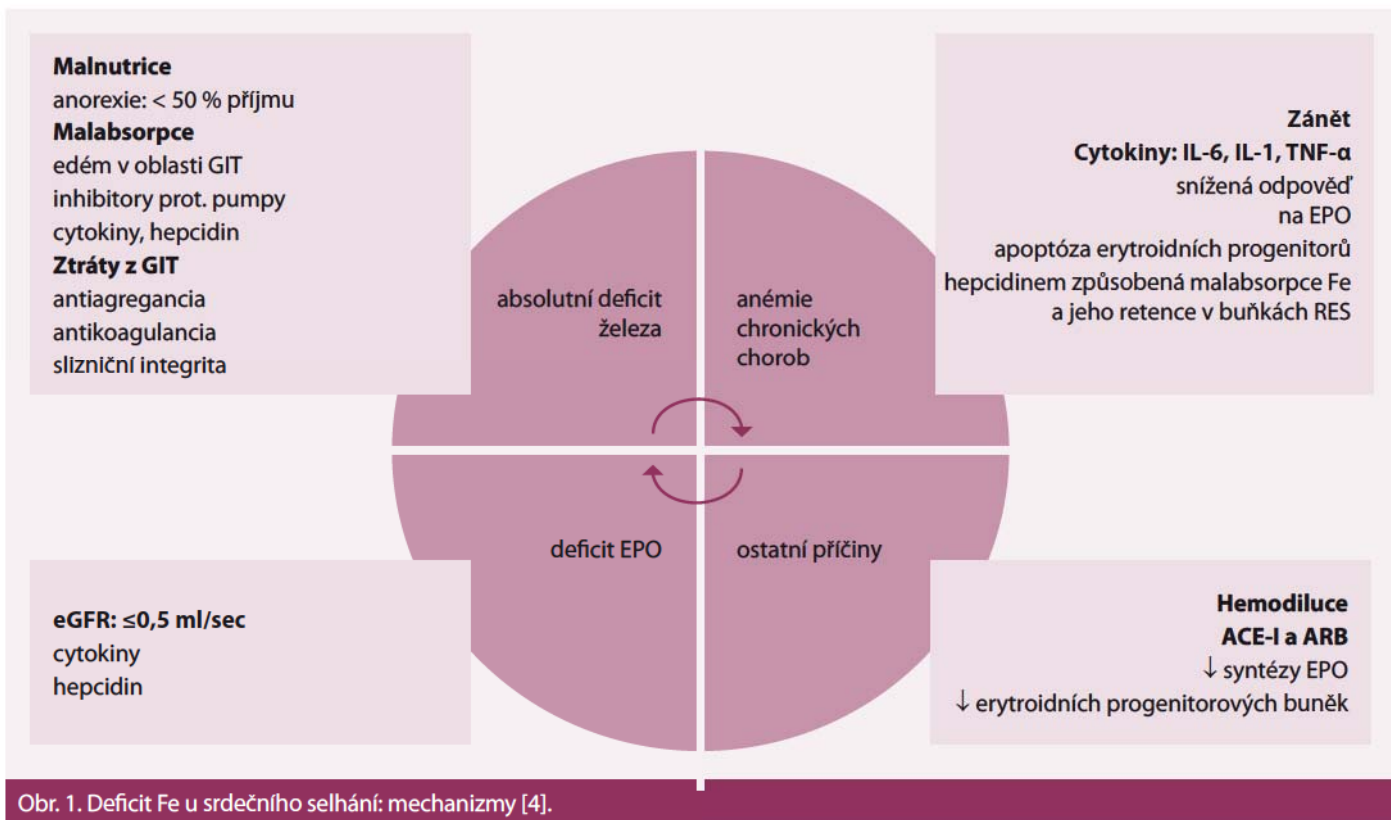 Malnutrice
anorexie: < 50 % příjmu
Malabsorpce
edém v oblasti GIT
inhibitory prot. pumpy
cytokiny, hepcidin
Ztráty z GIT
antiagregancia
antikoagulancia
slizniční integrita
absolutní deficit
železa
anémie
chronických
chorob
Zánět
Cytokiny: IL-6, IL-1, TNF-α
snížená odpověď
na EPO
apoptóza erytroidních progenitorů
hepcidinem způsobená malabsorpce Fe
a jeho retence v buňkách RES
deficit EPO
ostatní příčiny
eGFR: ≤0,5 ml/sec
cytokiny
hepcidin
Hemodiluce
ACE-I a ARB
↓ syntézy EPO
↓ erytroidních progenitorových buněk
Obr. 1. Deficit Fe u srdečního selhání: mechanizmy [4].